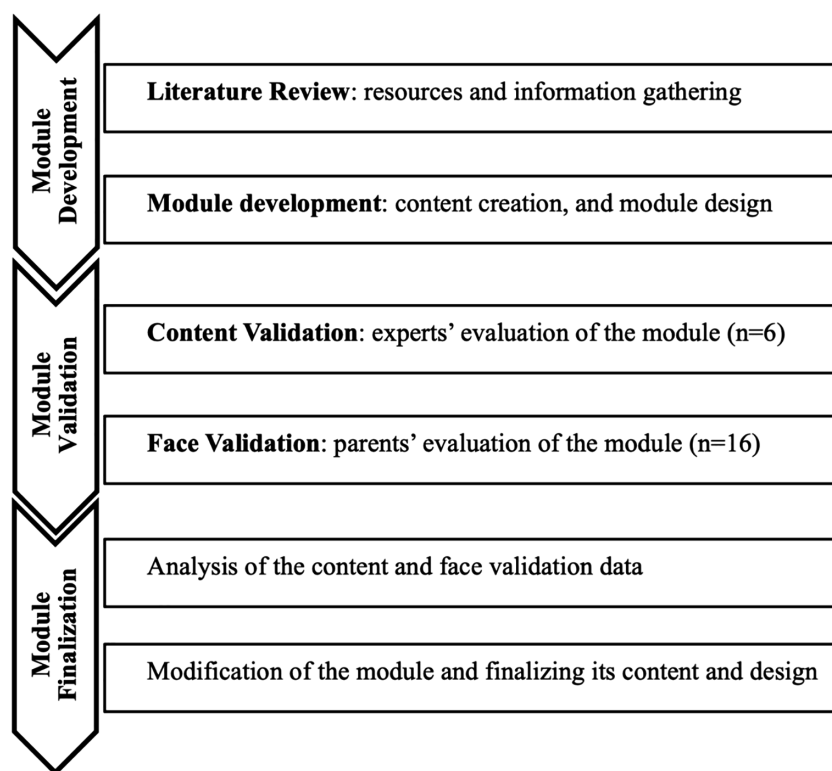 Module
Development
Literature Review: resources and information gathering
Module development: content creation, and module design
Module
Validation
Content Validation: experts’ evaluation of the module (n=6)
Face Validation: parents’ evaluation of the module (n=16)
Module
Finalization
Analysis of the content and face validation data
Modification of the module and finalizing its content and design